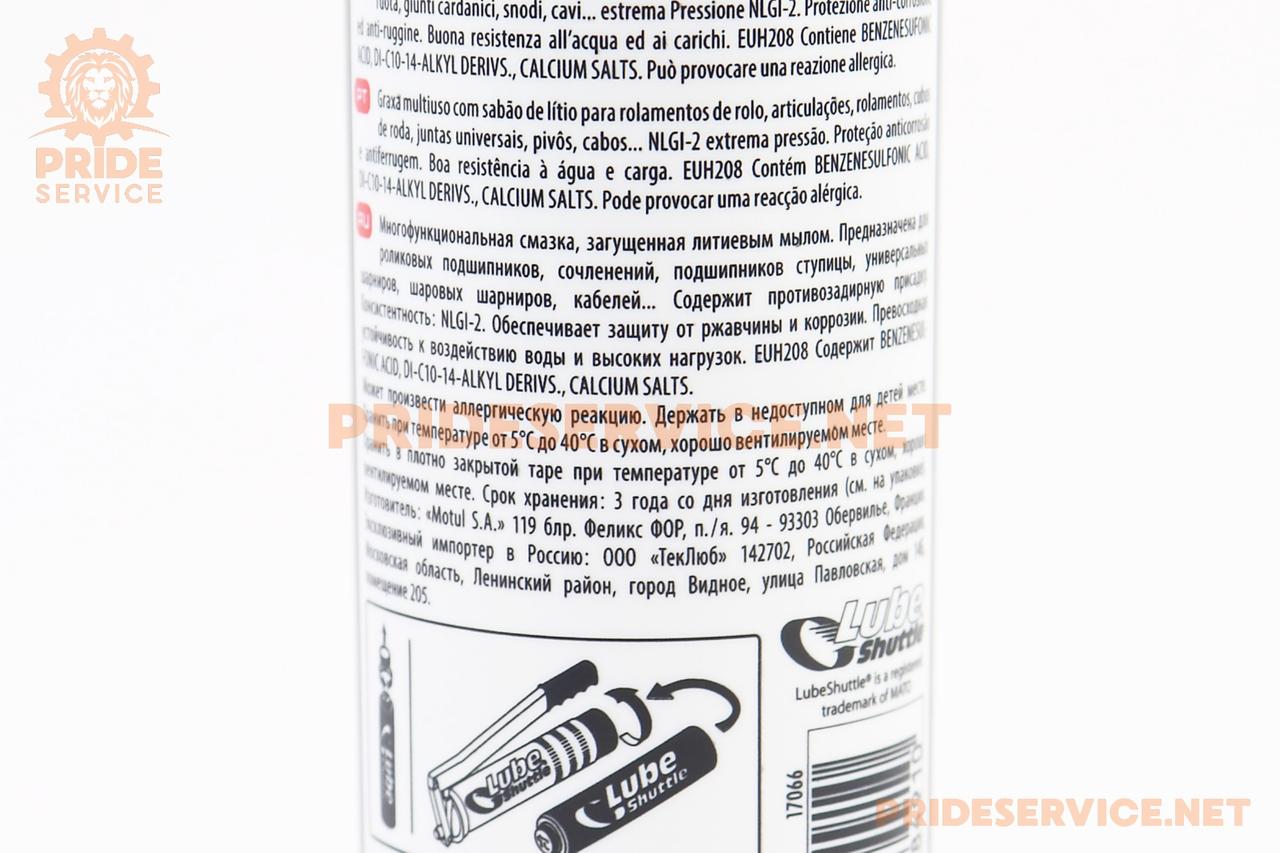 PRIDE
SERVICE
ruota, giunti cardanici, snodi, cavi... estrema Pressione NLGI-2. Protezione anti-corrosione
ed anti-ruggine. Buona resistenza all'acqua ed ai carichi. EUH208 Contiene BENZENESUFONIC
ACID, DI-C10-14-ALKYL DERIVS., CALCIUM SALTS. Può provocare una reazione allergica.
PT Graxa multiuso com sabão de lítio para rolamentos de rolo, articulações, rolamentos, cubos
de roda, juntas universais, pivôs, cabos... NLGI-2 extrema pressão. Proteção anticorrosão
e antiferrugem. Boa resistência à água e carga. EUH208 Contém BENZENESULFONIC ACID,
DI-C10-14-ALKYL DERIVS., CALCIUM SALTS. Pode provocar uma reacção alérgica.
RU Многофункциональная смазка, загущенная литиевым мылом. Предназначена для
роликовых подшипников, сочленений, подшипников ступицы, универсальных
шарниров, шаровых шарниров, кабелей... Содержит противозадирную присадку.
Консистентность: NLGI-2. Обеспечивает защиту от ржавчины и коррозии. Превосходная
устойчивость к воздействию воды и высоких нагрузок. EUH208 Содержит BENZENESUL-
FONIC ACID, DI-C10-14-ALKYL DERIVS., CALCIUM SALTS.
Может произвести аллергическую реакцию. Держать в недоступном для детей месте.
PRIDESERVICE.NET
Хранить при температуре от 5°C до 40°C в сухом, хорошо вентилируемом месте.
Хранить в плотно закрытой таре при температуре от 5°C до 40°C в сухом, хорошо
вентилируемом месте. Срок хранения: 3 года со дня изготовления (см. на упаковке)
Изготовитель: «Motul S.A.» 119 блр. Феликс ФОР, п./я. 94 - 93303 Обервилье, Франция.
Эксклюзивный импортер в Россию: ООО «ТекЛюб» 142702, Российская Федерация,
Московская область, Ленинский район, город Видное, улица Павловская, дом
помещение 205.
Lube
Shuttle
LubeShuttle® is a registered
trademark of MATO
Lube
Shuttle
Lube
Shuttle
17066
PRIDESERVICE.NET